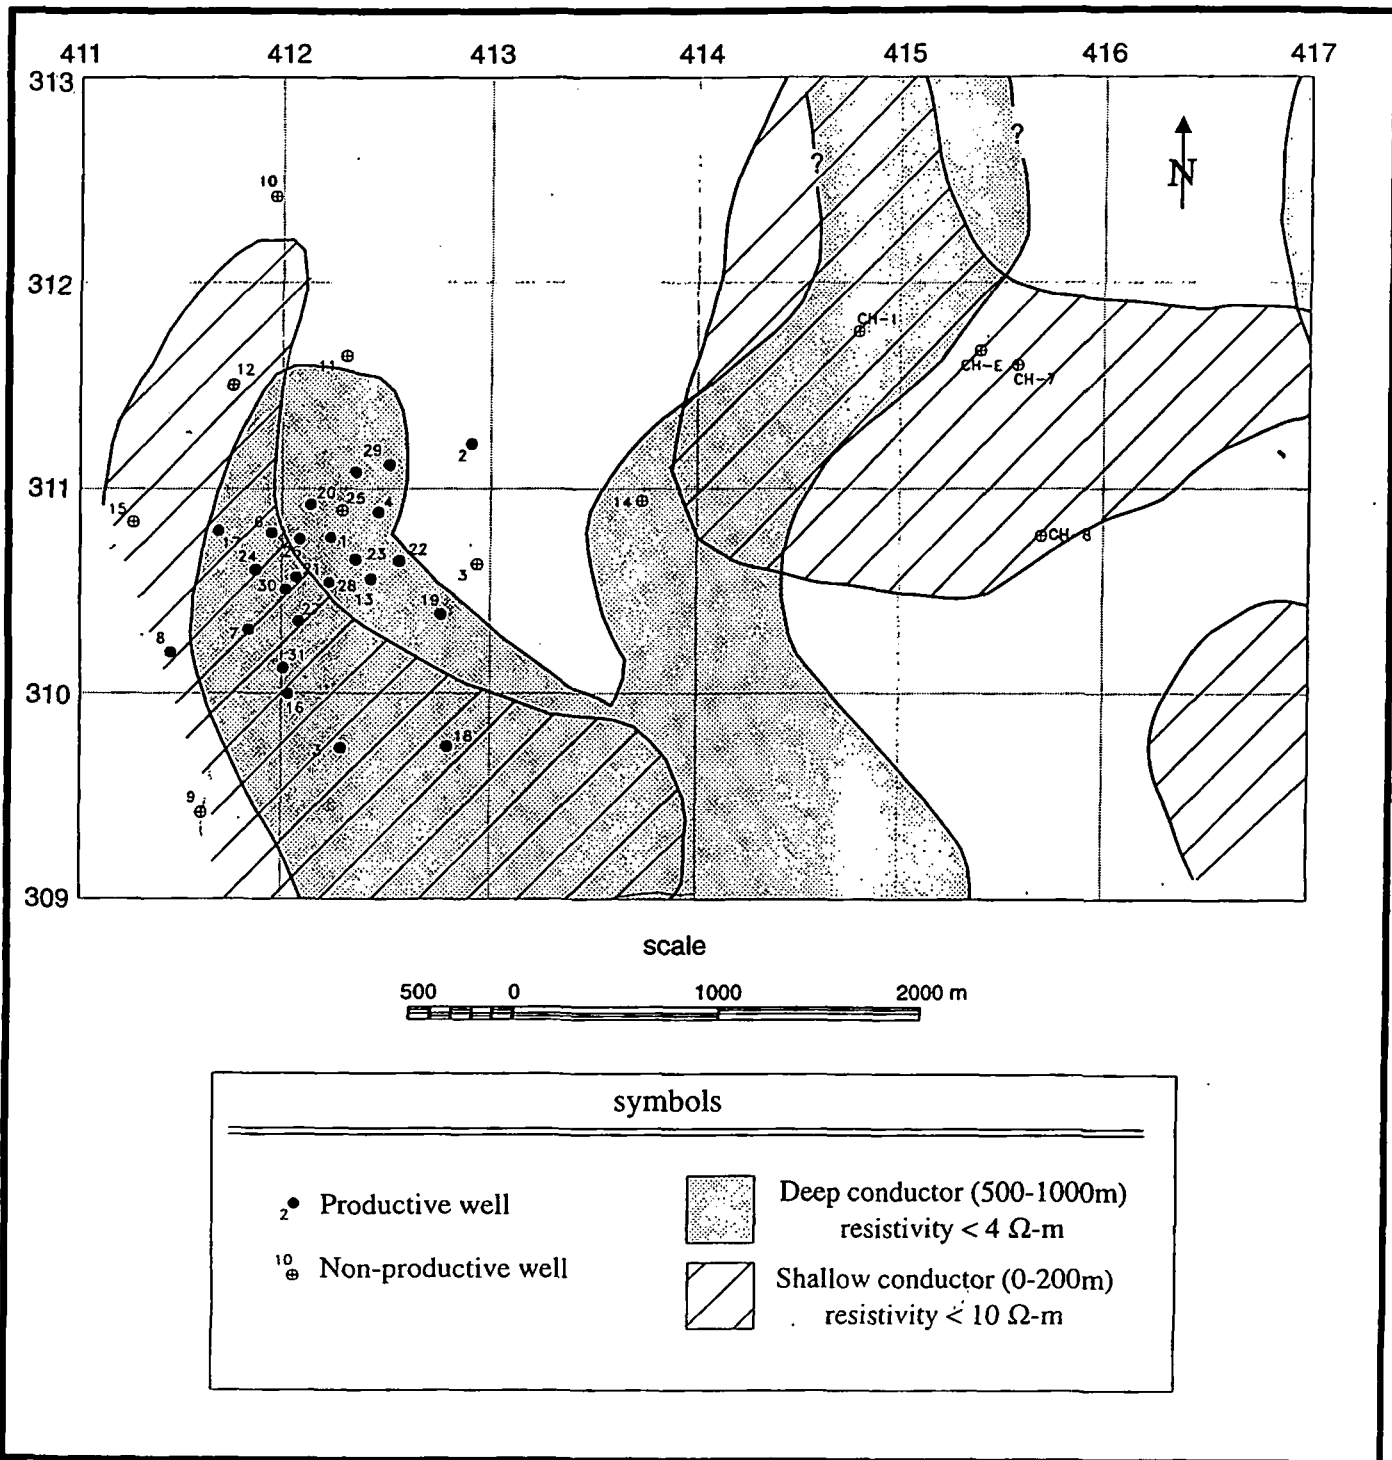 411 412 413 414 415 416 417
313
?
?
N
10
312
CH-1
11
CH-E
CH-7
12
29
2
311
20
25
4
14
15
6
17
1
CH-8
24
23
22
3
21
30
28
13
19
27
8
7
31
310
16
18
9
309
scale
500 0 1000 2000 m
symbols
2 Productive well
10 Non-productive well
Deep conductor (500-1000m)
resistivity < 4 Ω-m
Shallow conductor (0-200m)
resistivity < 10 Ω-m